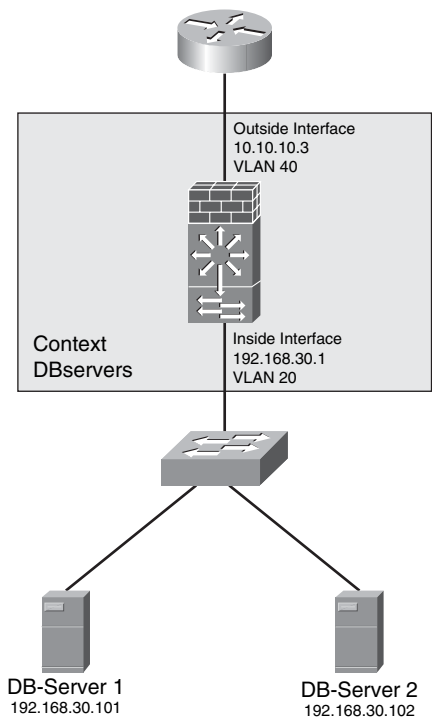 Outside Interface
10.10.10.3
VLAN 40
Context
DBservers
Inside Interface
192.168.30.1
VLAN 20
DB-Server 1
192.168.30.101
DB-Server 2
192.168.30.102